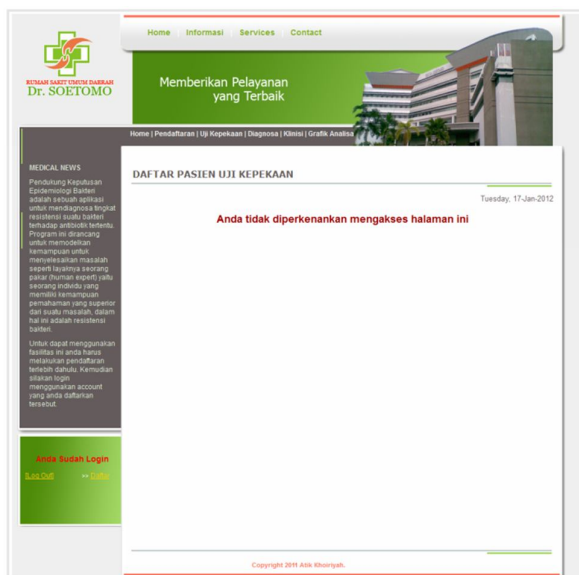 Home Informasi Services Contact
RUMAH SAKIT UMUM DAERAH
Dr. SOETOMO
Memberikan Pelayanan
yang Terbaik
Home | Pendaftaran | Uji Kepekaan | Diagnosa | Klinisi | Grafik Analisa
MEDICAL NEWS
Pendukung Keputusan
Epidemiologi Bakteri
adalah sebuah aplikasi
untuk mendiagnosa tingkat
resistensi suatu bakteri
terhadap antibiotik tertentu.
Program ini dirancang
untuk memodelkan
kemampuan untuk
menyelesaikan masalah
seperti layaknya seorang
pakar (human expert) yaitu
seorang individu yang
memiliki kemampuan
pemahaman yang superior
dari suatu masalah, dalam
hal ini adalah resistensi
bakteri.
Untuk dapat menggunakan
fasilitas ini anda harus
melakukan pendaftaran
terlebih dahulu. Kemudian
silakan login
menggunakan account
yang anda daftarkan
tersebut.
Anda Sudah Login
[Log Out] >> Daftar
DAFTAR PASIEN UJI KEPEKAAN
Tuesday, 17-Jan-2012
Anda tidak diperkenankan mengakses halaman ini
Copyright 2011 Atik Khoiriyah.